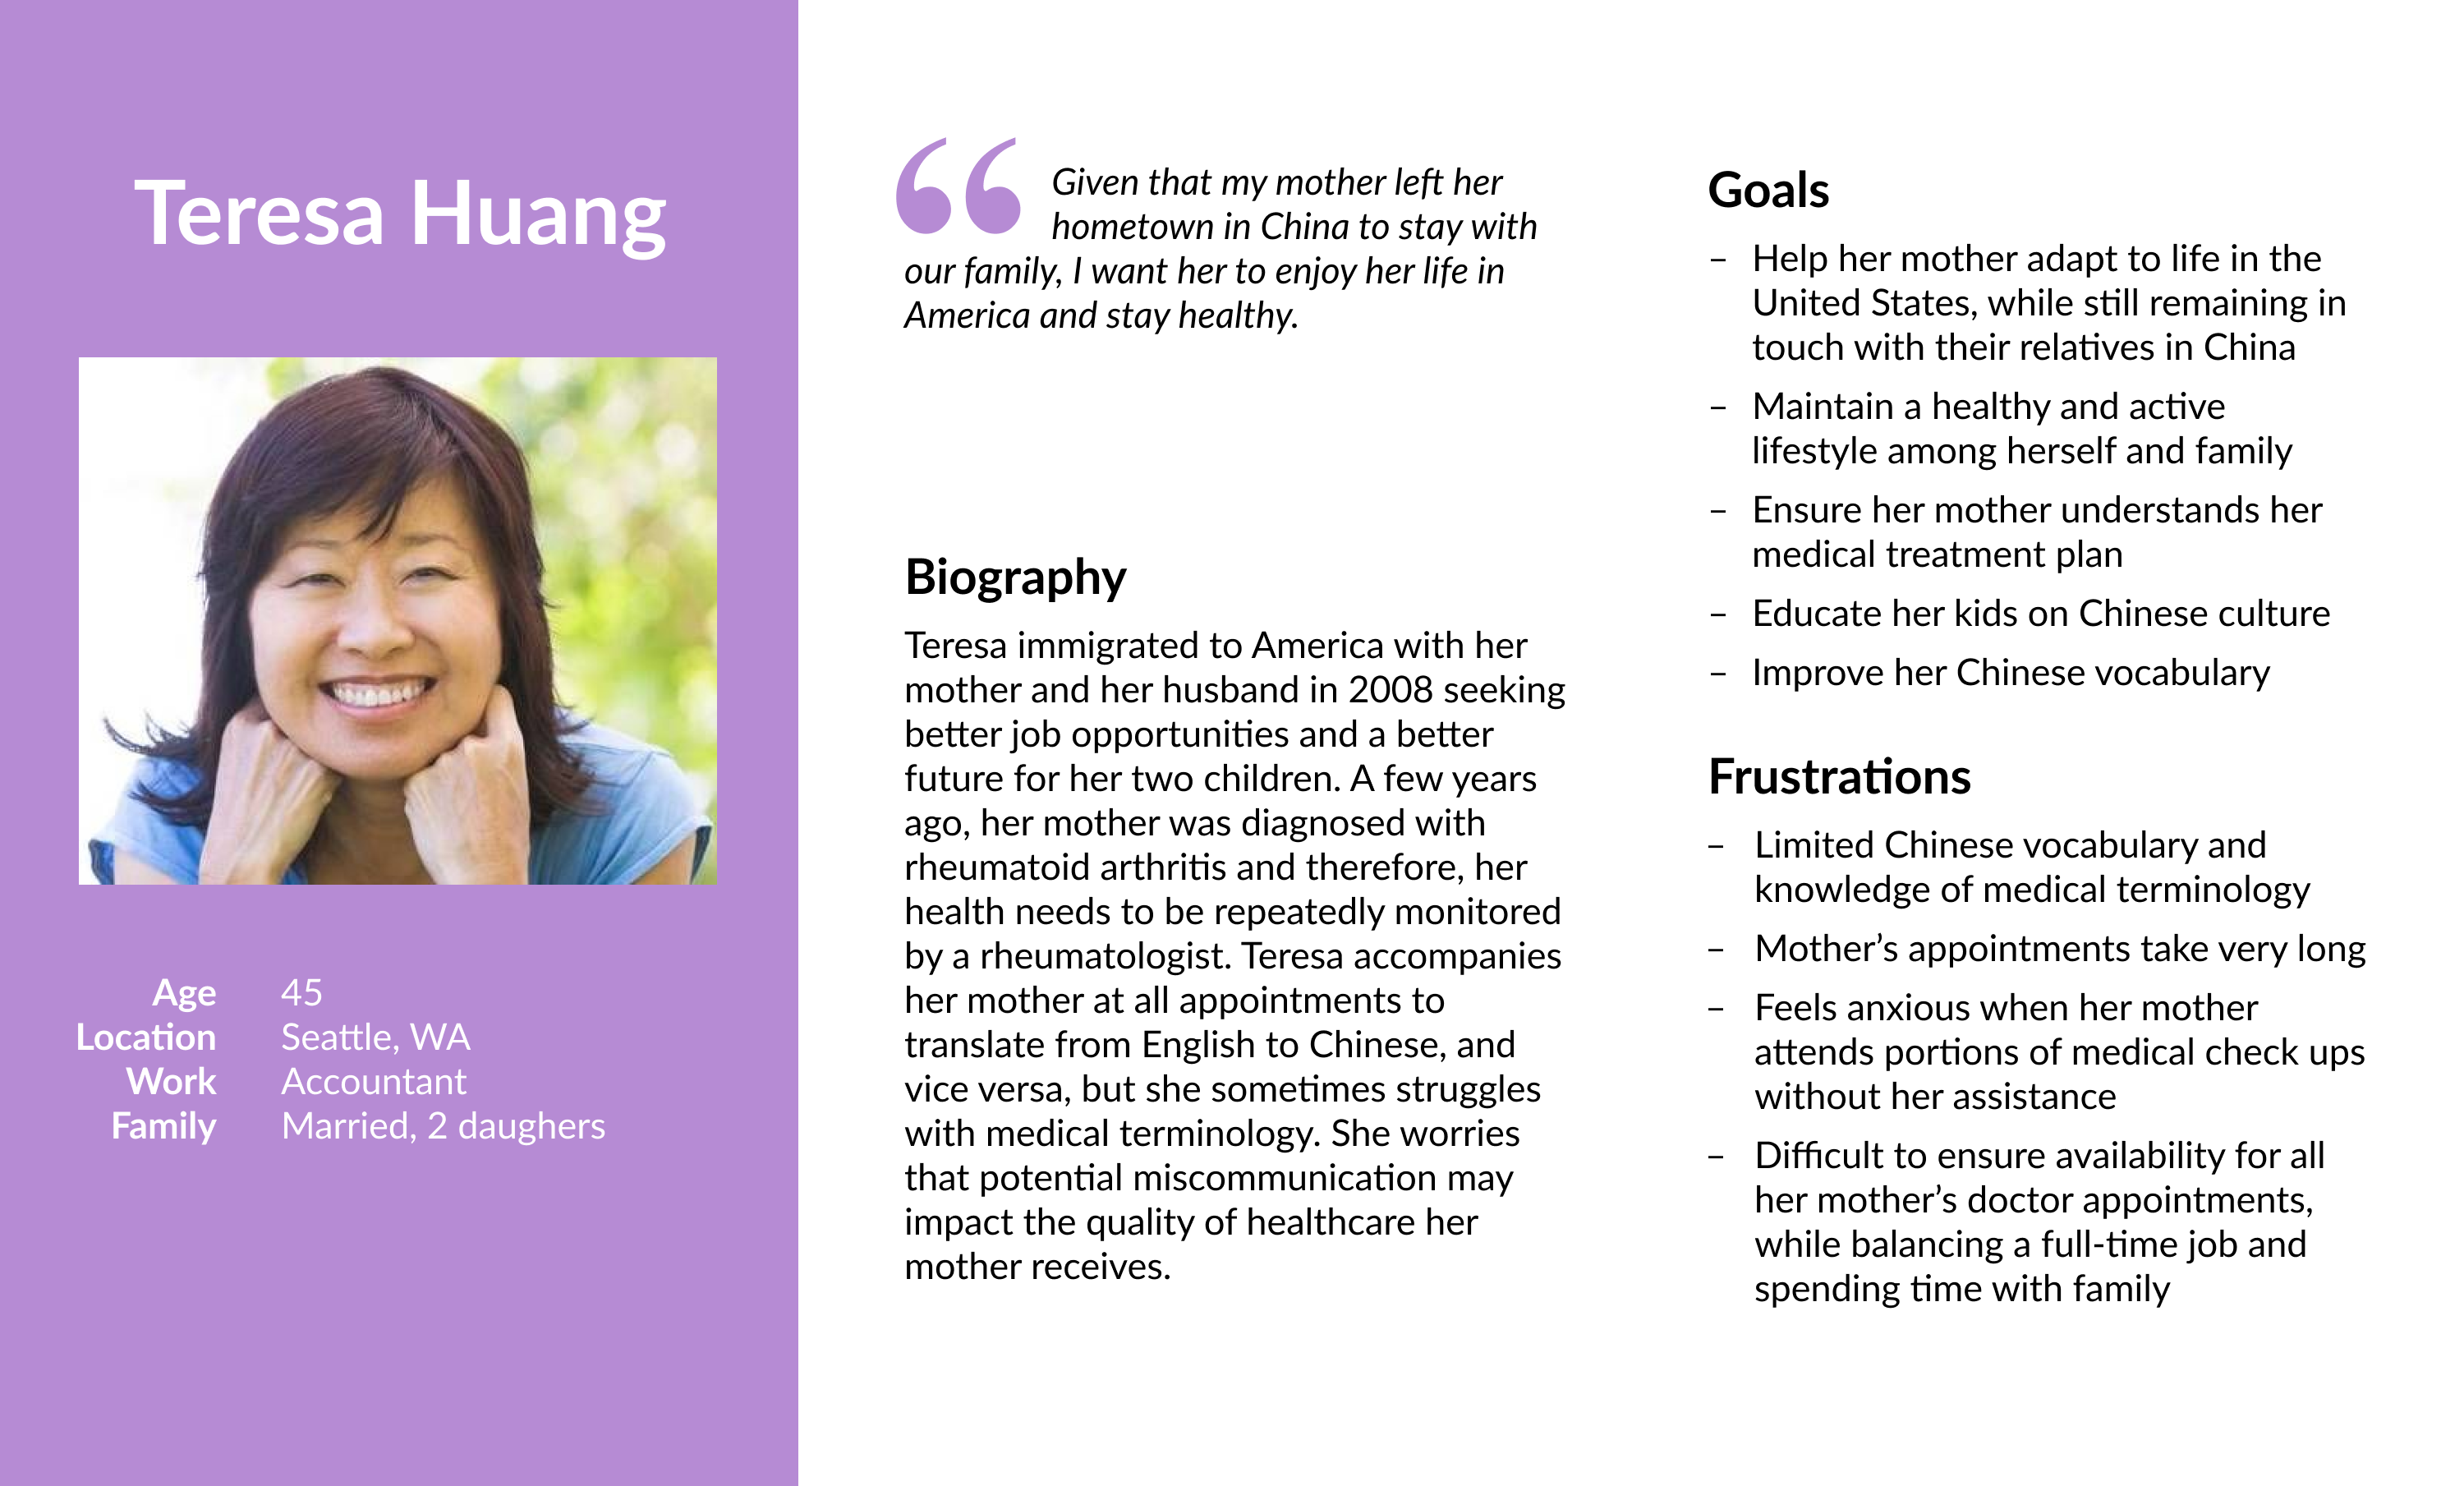 Teresa Huang
Age 45
Location Seattle, WA
Work Accountant
Family Married, 2 daughers
“
Given that my mother left her
hometown in China to stay with
our family, I want her to enjoy her life in
America and stay healthy.
Biography
Teresa immigrated to America with her
mother and her husband in 2008 seeking
better job opportunities and a better
future for her two children. A few years
ago, her mother was diagnosed with
rheumatoid arthritis and therefore, her
health needs to be repeatedly monitored
by a rheumatologist. Teresa accompanies
her mother at all appointments to
translate from English to Chinese, and
vice versa, but she sometimes struggles
with medical terminology. She worries
that potential miscommunication may
impact the quality of healthcare her
mother receives.
Goals
– Help her mother adapt to life in the
United States, while still remaining in
touch with their relatives in China
– Maintain a healthy and active
lifestyle among herself and family
– Ensure her mother understands her
medical treatment plan
– Educate her kids on Chinese culture
– Improve her Chinese vocabulary
Frustrations
– Limited Chinese vocabulary and
knowledge of medical terminology
– Mother’s appointments take very long
– Feels anxious when her mother
attends portions of medical check ups
without her assistance
– Difficult to ensure availability for all
her mother’s doctor appointments,
while balancing a full-time job and
spending time with family